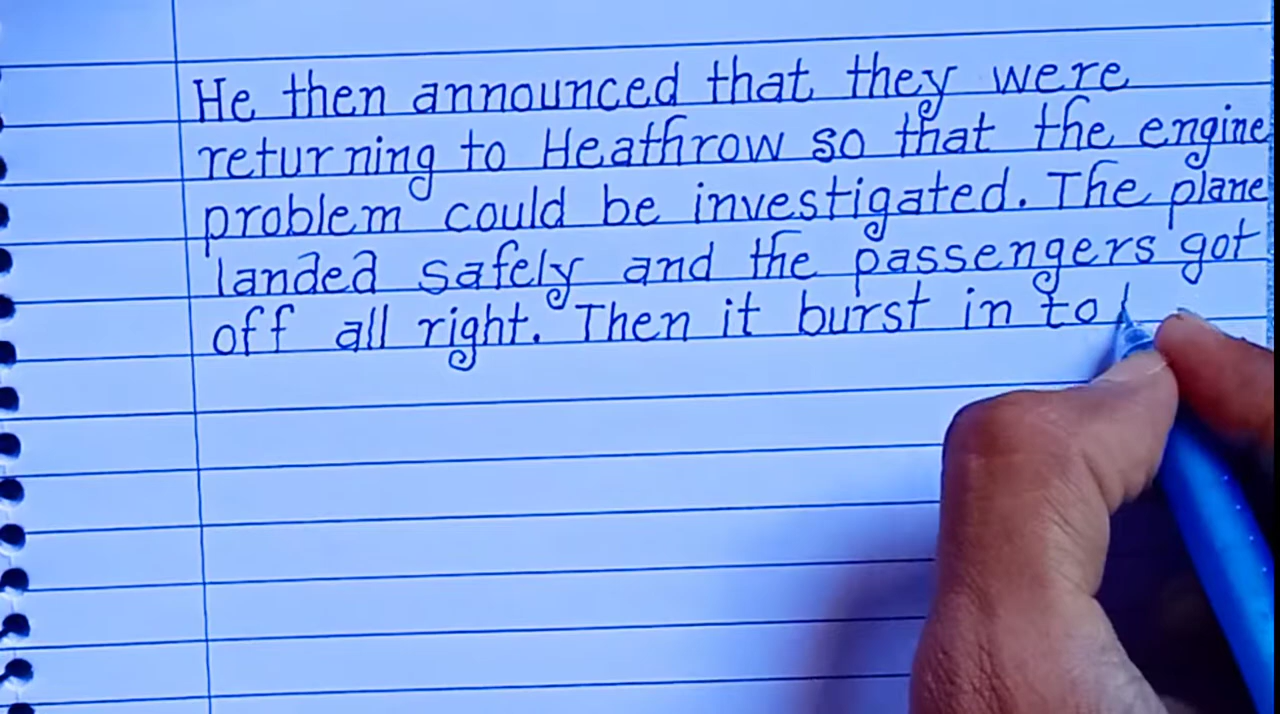 He then announced that they were
returning to Heathrow so that the engine
problem could be investigated. The plane
landed safely and the passengers got
off all right. Then it burst in to